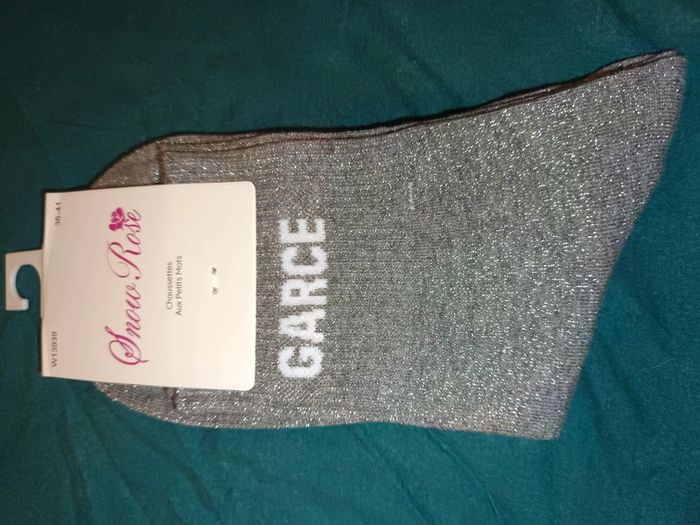 36-41
Snow Rose
W13939
Chaussettes
Aux Petits Mots
GARCE